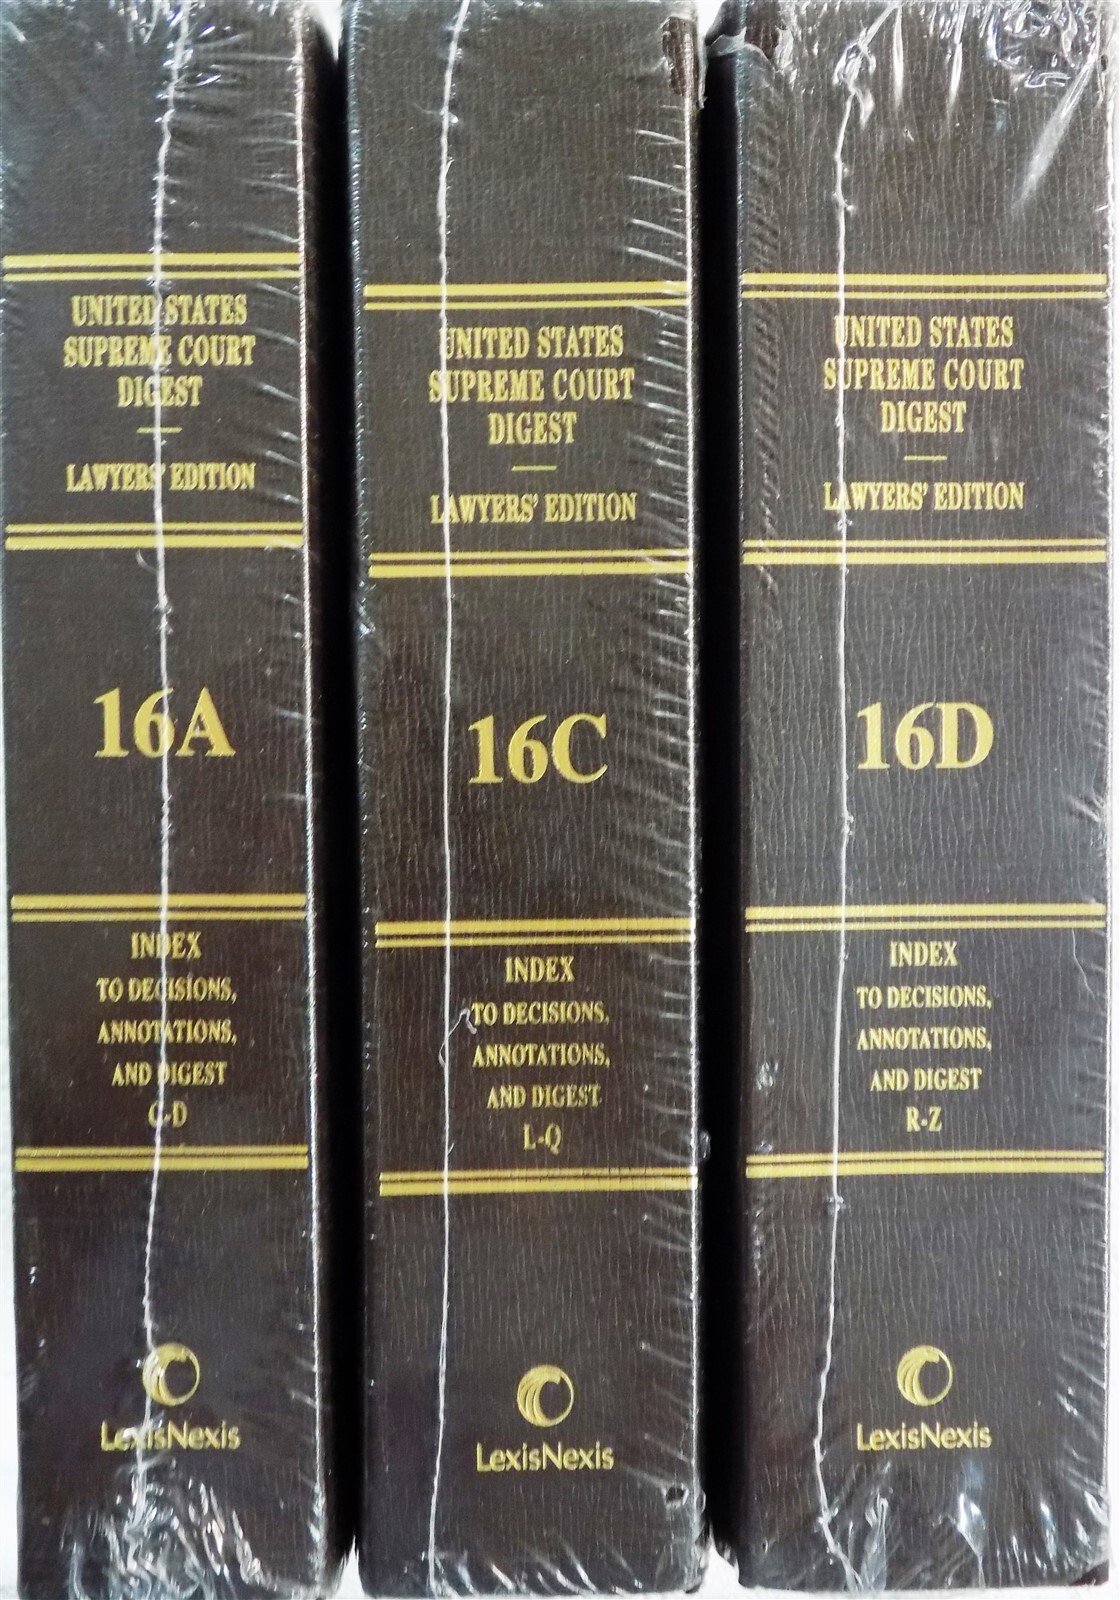 UNITED STATES
SUPREME COURT
DIGEST
LAWYERS' EDITION
16A
INDEX
TO DECISIONS,
ANNOTATIONS,
AND DIGEST
C-D
LexisNexis
UNITED STATES
SUPREME COURT
DIGEST
LAWYERS' EDITION
16C
INDEX
TO DECISIONS,
ANNOTATIONS,
AND DIGEST
L-Q
LexisNexis
UNITED STATES
SUPREME COURT
DIGEST
LAWYERS' EDITION
16D
INDEX
TO DECISIONS,
ANNOTATIONS,
AND DIGEST
R-Z
LexisNexis